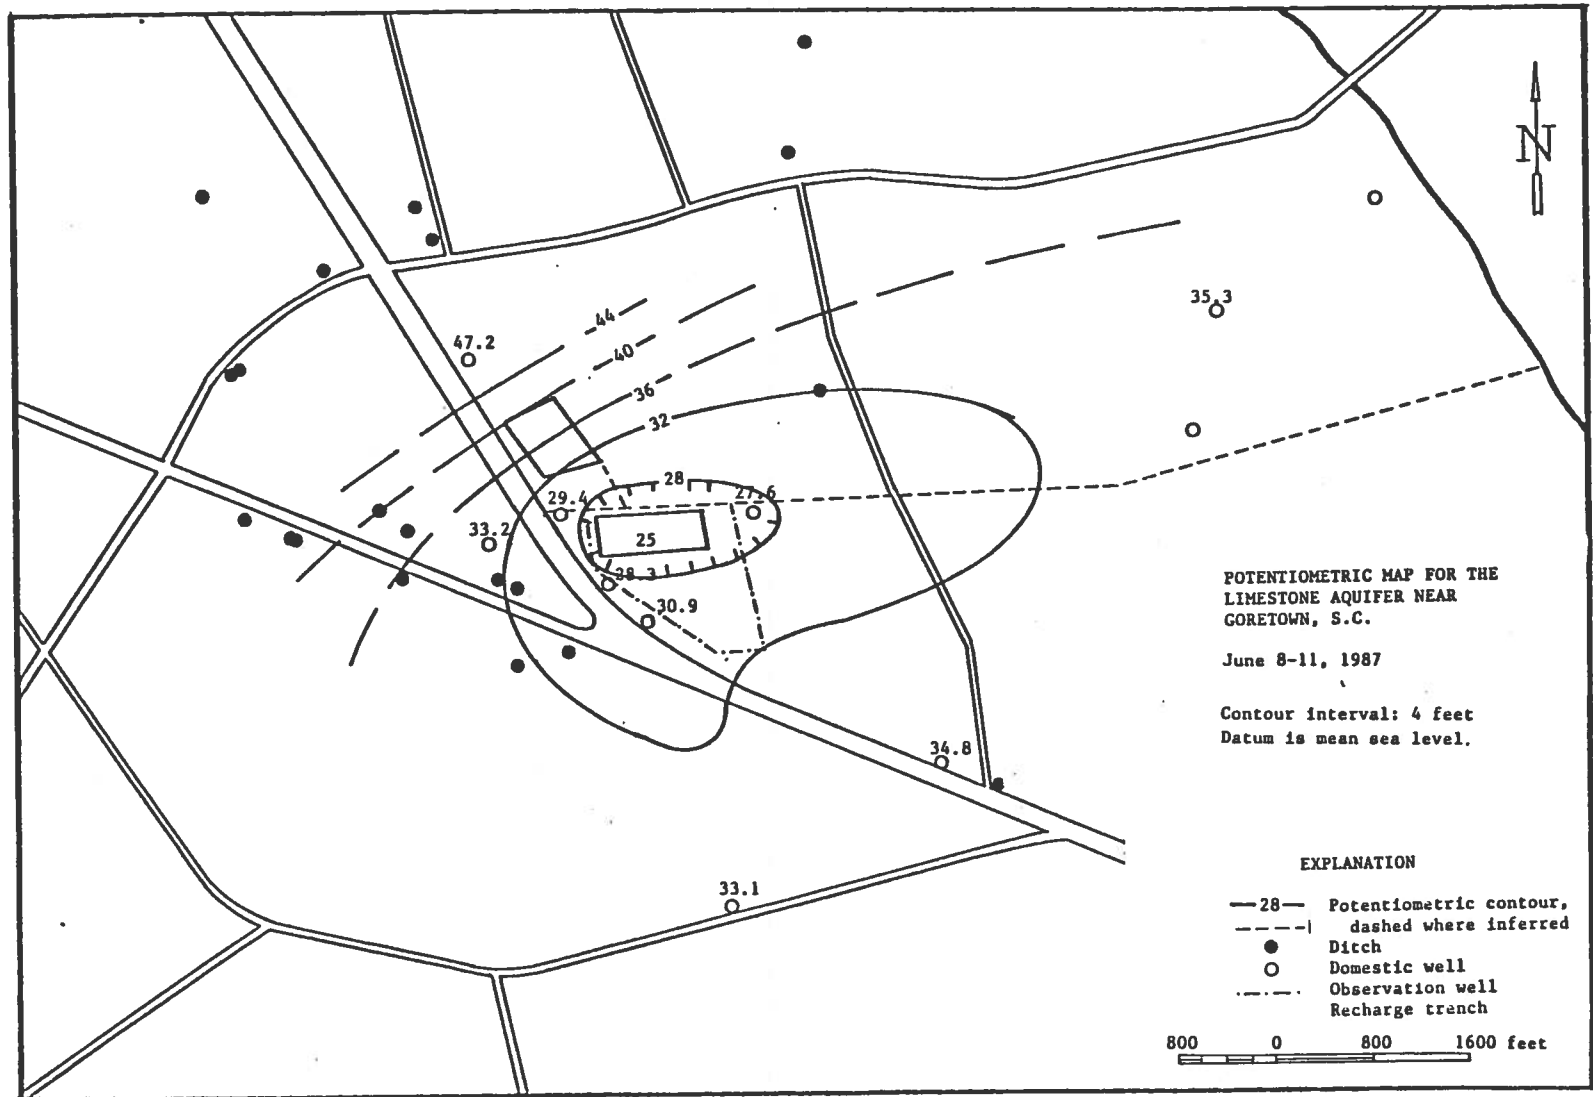 N
44
47.2
35.3
40
36
32
28
29.4
27.6
33.2
25
28.3
30.9
POTENTIOMETRIC MAP FOR THE
LIMESTONE AQUIFER NEAR
GORETOWN, S.C.
June 8-11, 1987
Contour interval: 4 feet
Datum is mean sea level.
34.8
33.1
EXPLANATION
28 Potentiometric contour,
dashed where inferred
Ditch
Domestic well
Observation well
Recharge trench
800 0 800 1600 feet